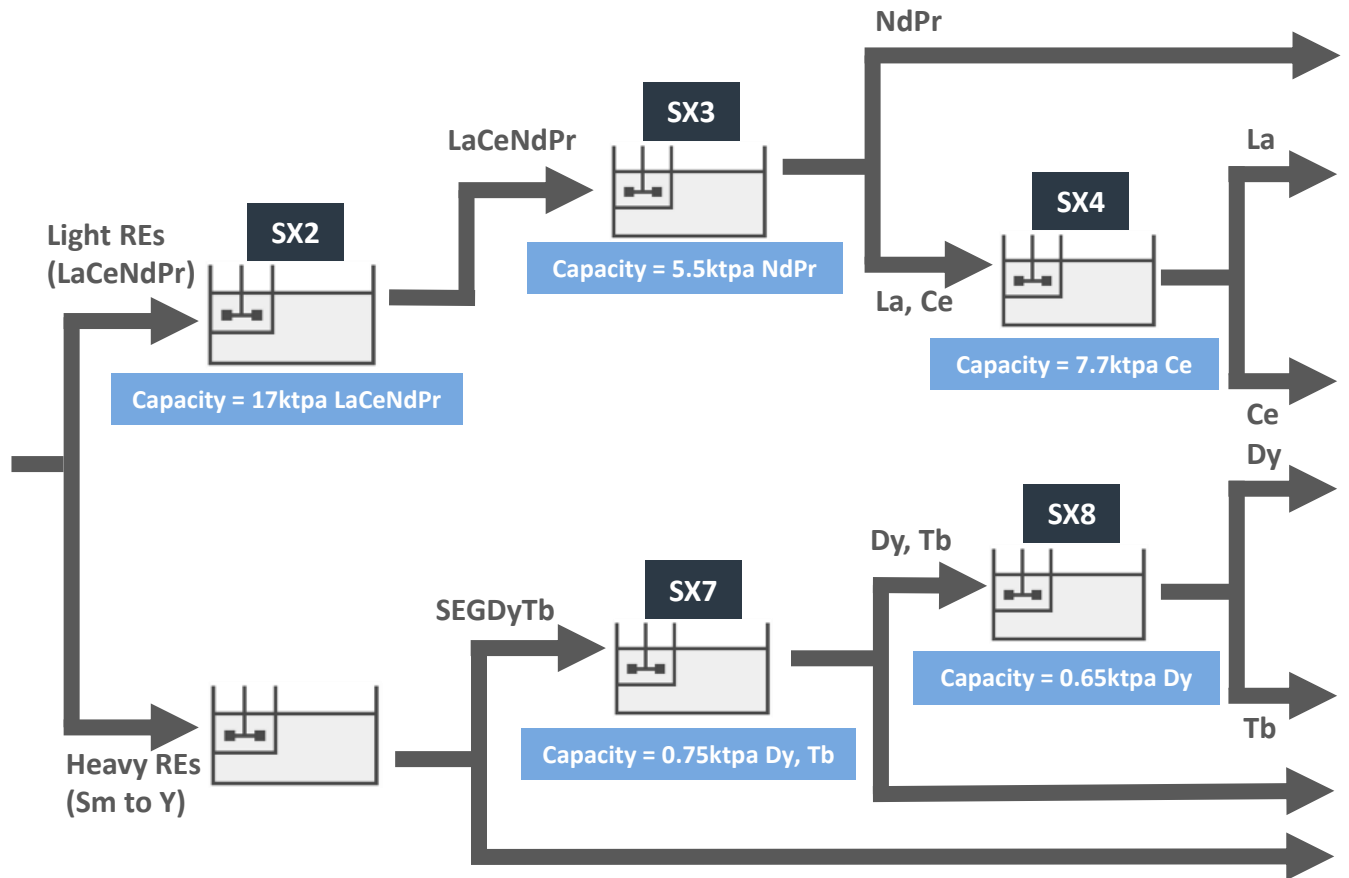 NdPr
SX3
LaCeNdPr
La
SX4
SX2
Light REs
(LaCeNdPr)
Capacity = 5.5ktpa NdPr
La, Ce
Capacity = 7.7ktpa Ce
Capacity = 17ktpa LaCeNdPr
Ce
Dy
SX8
Dy, Tb
SX7
SEGDyTb
Capacity = 0.65ktpa Dy
Tb
Capacity = 0.75ktpa Dy, Tb
Heavy REs
(Sm to Y)